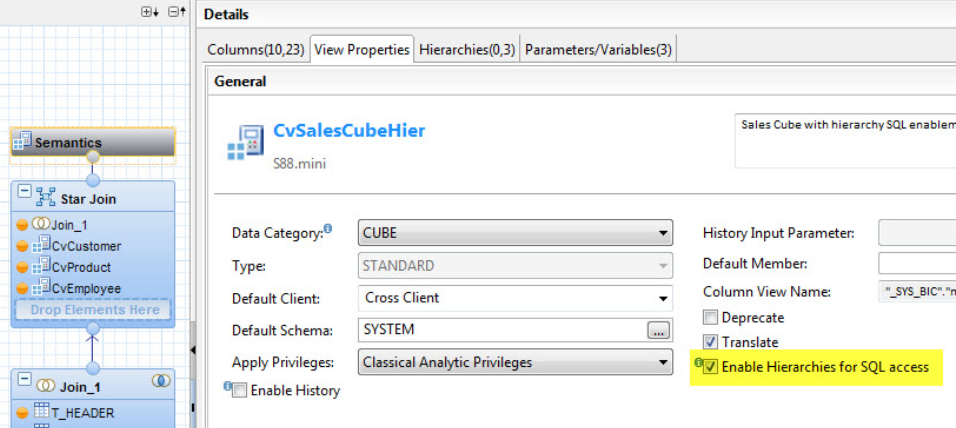 Details
Columns(10,23) View Properties Hierarchies(0,3) Parameters/Variables(3)
General
CvSalesCubeHier
S88.mini
Sales Cube with hierarchy SQL
Semantics
Star Join
Join_1
CvCustomer
CvProduct
CvEmployee
Drop Elements Here
Join_1
T_HEADER
Data Category: CUBE
Type: STANDARD
Default Client: Cross Client
Default Schema: SYSTEM ...
Apply Privileges: Classical Analytic Privileges
Enable History
History Input Parameter:
Default Member:
Column View Name: "_SYS_BIC"."m
Deprecate
Translate
Enable Hierarchies for SQL access